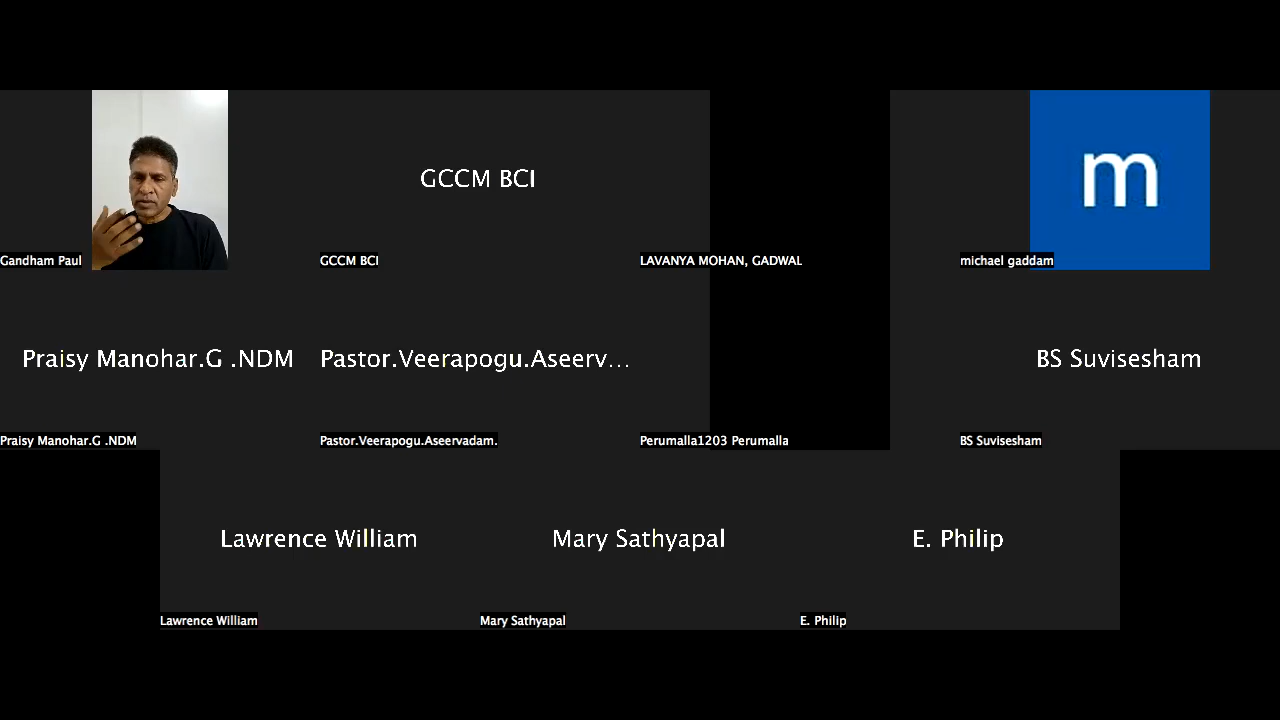 GCCM BCI
m
Gandham Paul
GCCM BCI
LAVANYA MOHAN, GADWAL
michael gaddam
Praisy Manohar.G .NDM
Pastor.Veerapogu.Aseerv...
BS Suvisesham
Praisy Manohar.G .NDM
Pastor.Veerapogu.Aseervadam.
Perumalla1203 Perumalla
BS Suvisesham
Lawrence William
Mary Sathyapal
E. Philip
Lawrence William
Mary Sathyapal
E. Philip